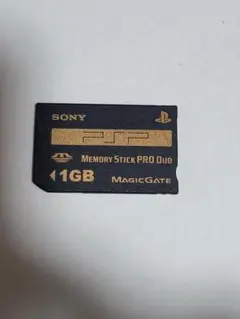 SONY
PSP
MEMORY STICK PRO DUO
1GB
MAGICGATE